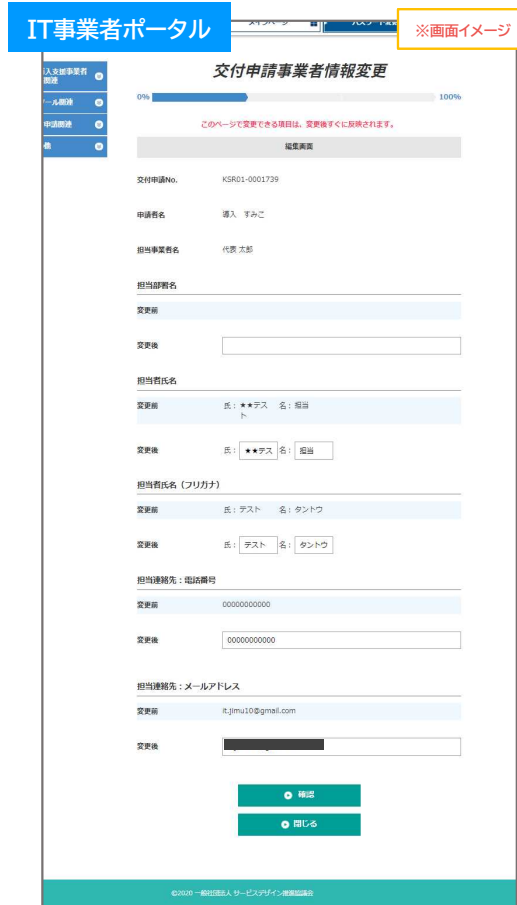 IT事業者ポータル
※画面イメージ
交付申請事業者情報変更
0%
100%
このページで変更できる項目は、変更後すぐに反映されます。
編集画面
交付申請No. KSR01-0001739
申請者名 導入 すみこ
担当事業者名 代表 太郎
担当部署名
変更前
変更後
担当者氏名
変更前 氏: ★★テス 名: 担当
ト
変更後 氏: ★★テス 名: 担当
担当者氏名（フリガナ）
変更前 氏: テスト 名: タントウ
変更後 氏: テスト 名: タントウ
担当連絡先：電話番号
変更前 00000000000
変更後 00000000000
担当連絡先：メールアドレス
変更前 it.jimu10@gmail.com
変更後
確認
閉じる
©2020 一般社団法人 サービスデザイン推進協議会